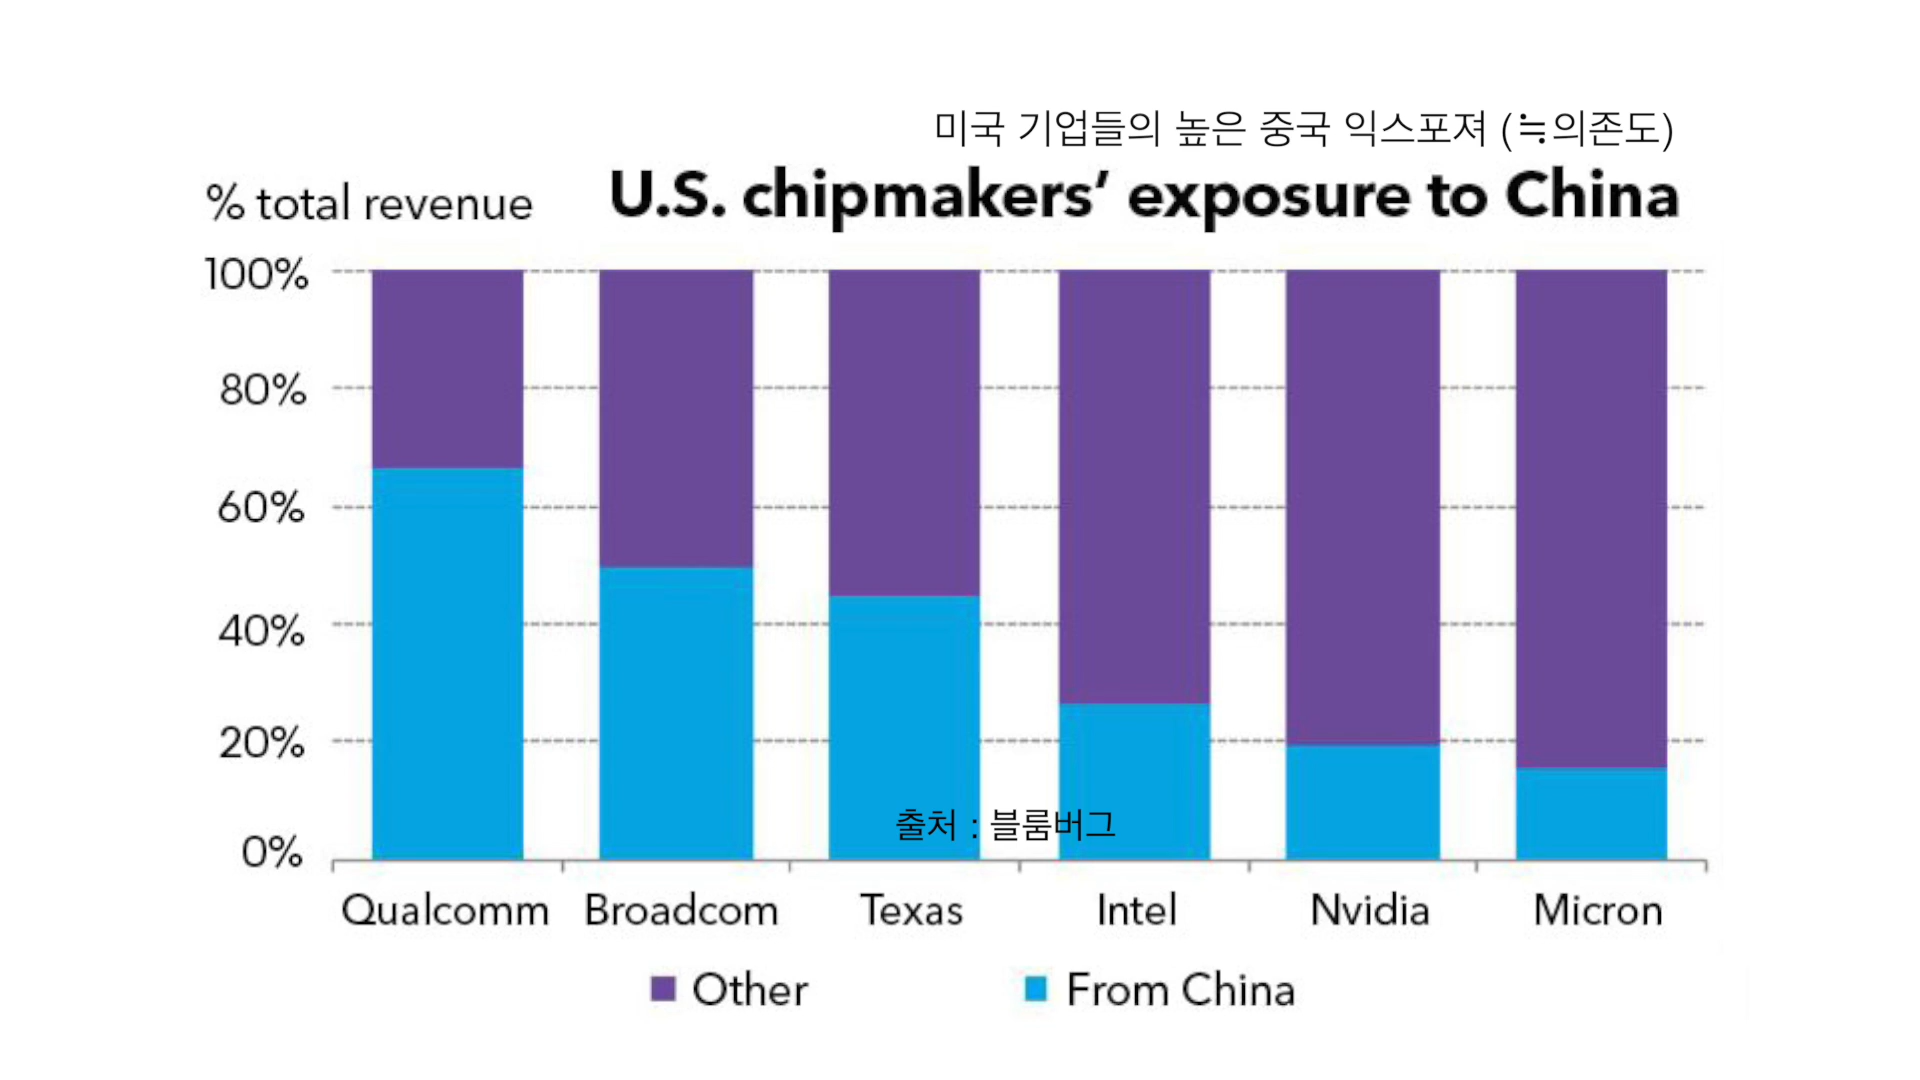 미국 기업들의 높은 중국 익스포져 (≒의존도)
% total revenue
U.S. chipmakers’ exposure to China
100%
80%
60%
40%
20%
0%
출처 : 블룸버그
Qualcomm Broadcom Texas Intel Nvidia Micron
Other From China